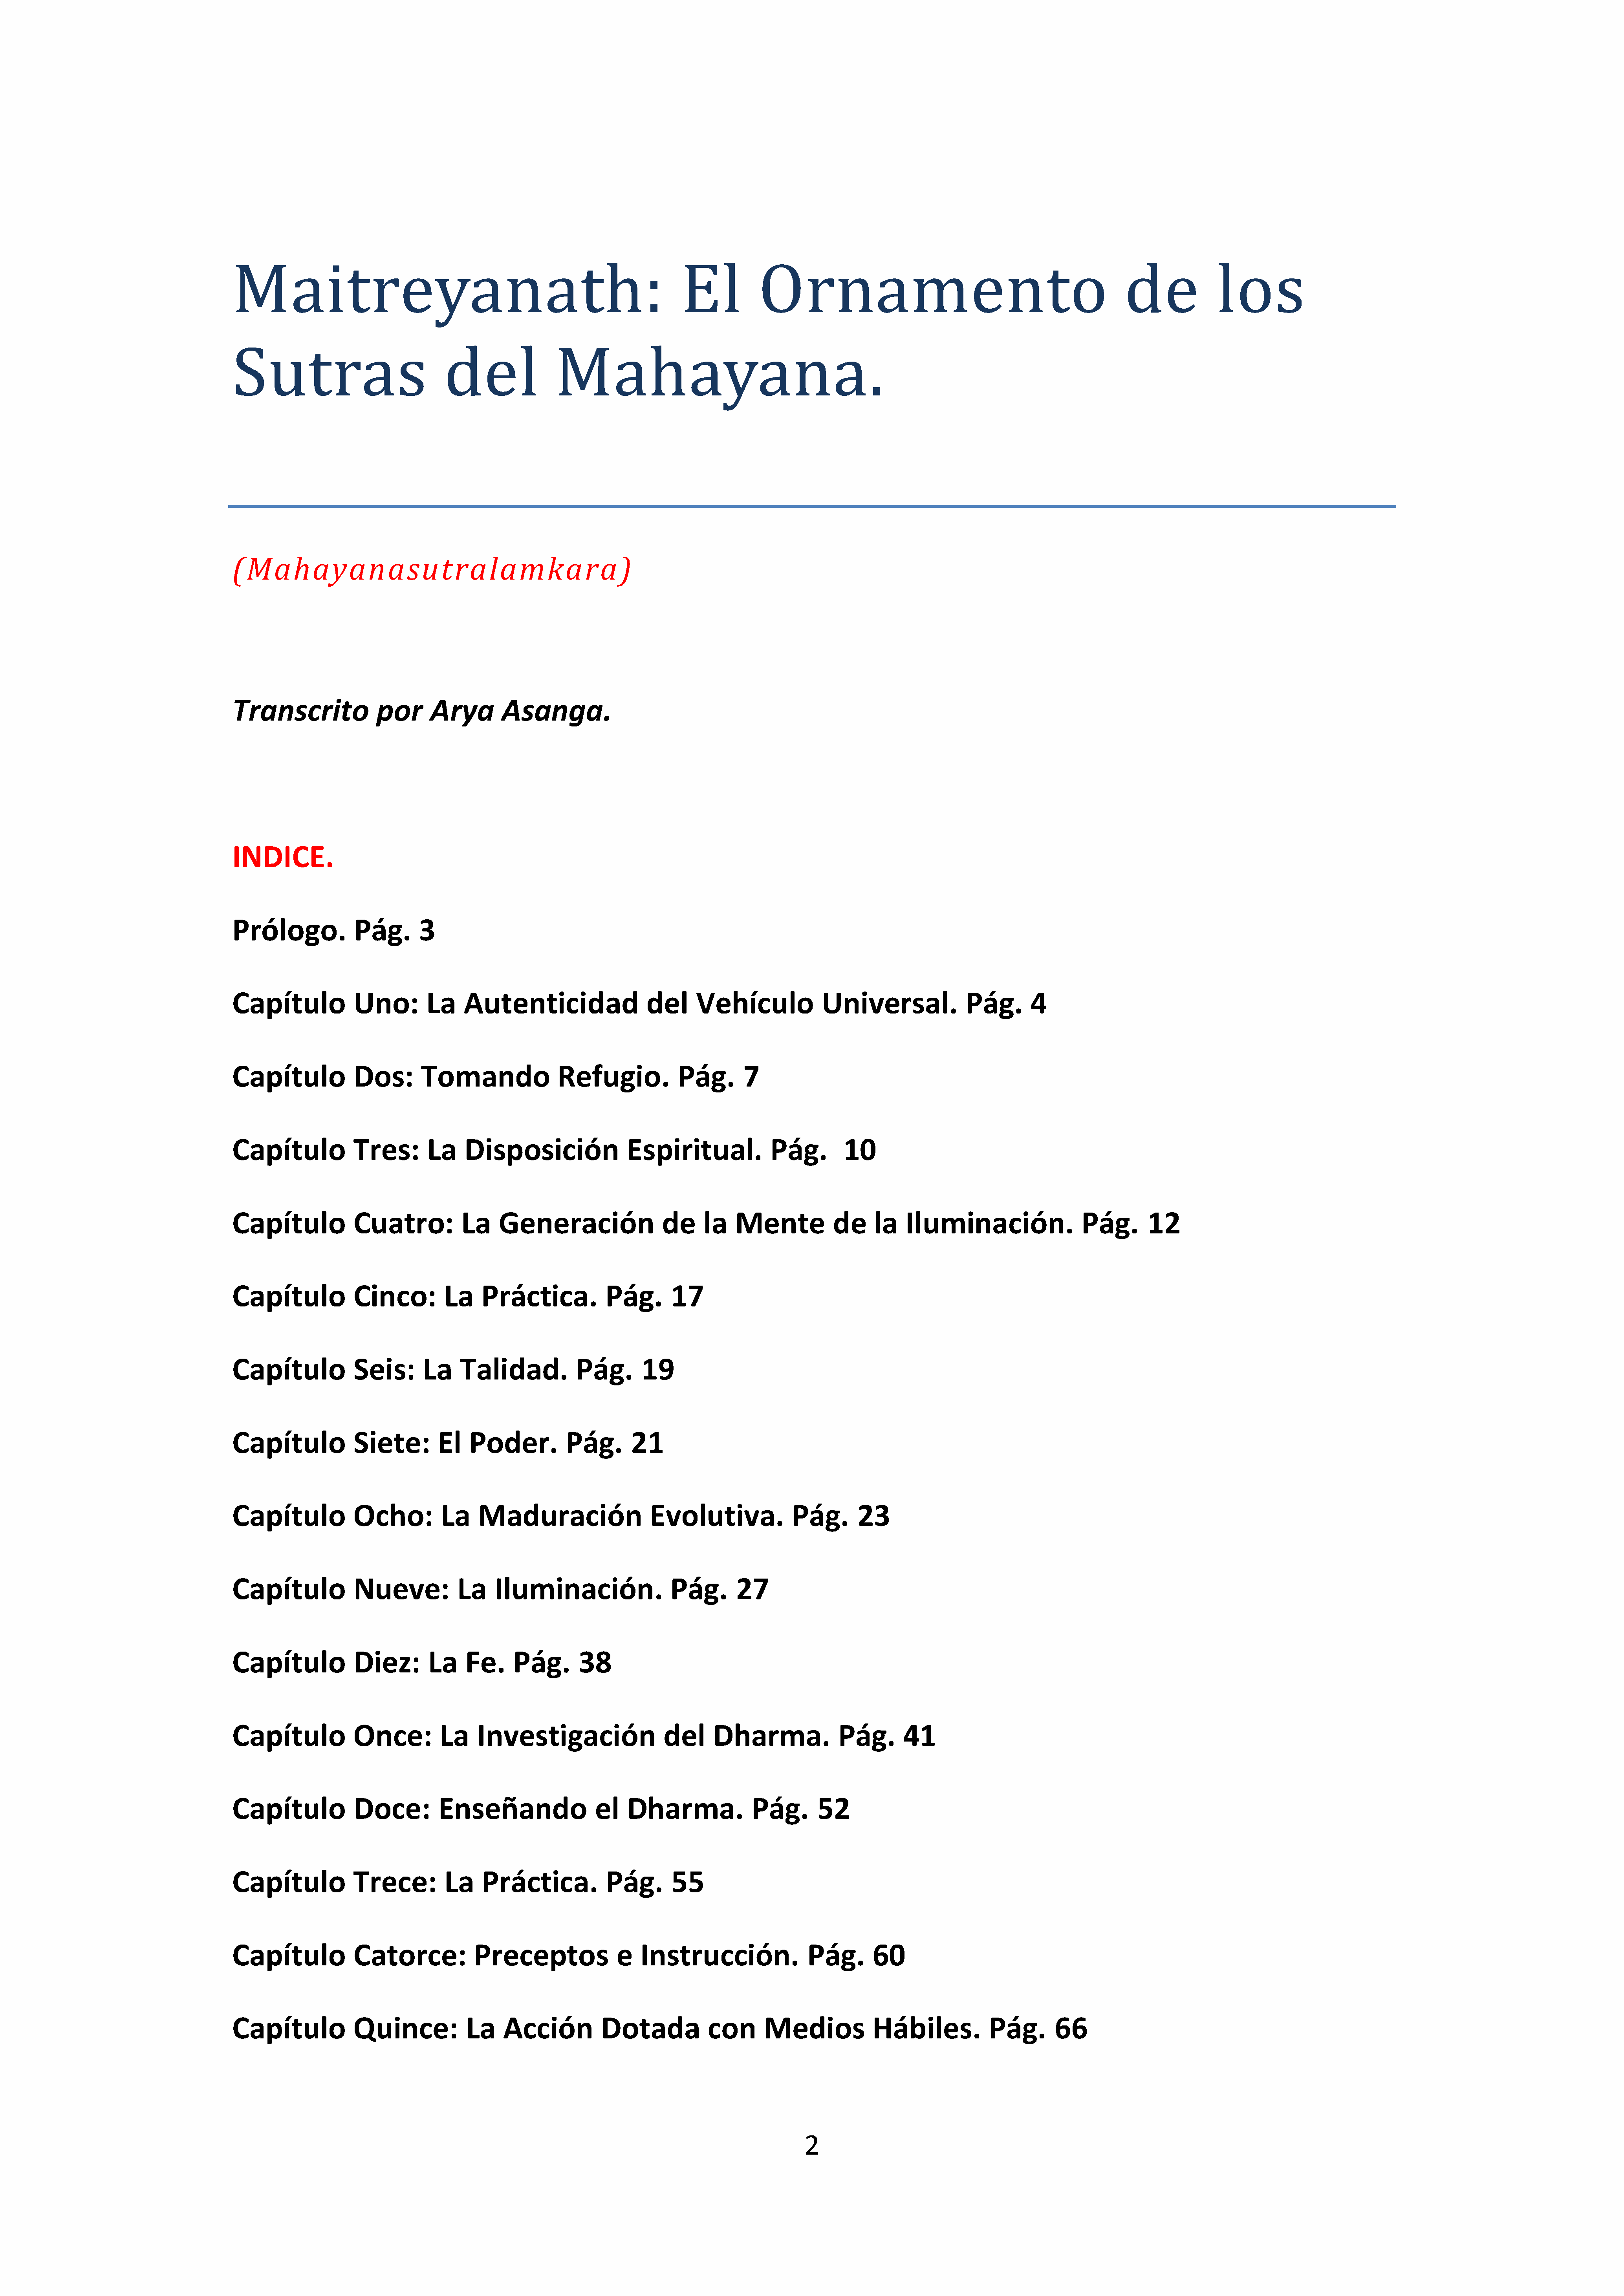 Maitreyanath: El Ornamento de los
Sutras del Mahayana.
(Mahayanasutralamkara)
Transcrito por Arya Asanga.
INDICE.
Prólogo. Pág. 3
Capítulo Uno: La Autenticidad del Vehículo Universal. Pág. 4
Capítulo Dos: Tomando Refugio. Pág. 7
Capítulo Tres: La Disposición Espiritual. Pág. 10
Capítulo Cuatro: La Generación de la Mente de la Iluminación. Pág. 12
Capítulo Cinco: La Práctica. Pág. 17
Capítulo Seis: La Talidad. Pág. 19
Capítulo Siete: El Poder. Pág. 21
Capítulo Ocho: La Maduración Evolutiva. Pág. 23
Capítulo Nueve: La Iluminación. Pág. 27
Capítulo Diez: La Fe. Pág. 38
Capítulo Once: La Investigación del Dharma. Pág. 41
Capítulo Doce: Enseñando el Dharma. Pág. 52
Capítulo Trece: La Práctica. Pág. 55
Capítulo Catorce: Preceptos e Instrucción. Pág. 60
Capítulo Quince: La Acción Dotada con Medios Hábiles. Pág. 66
2